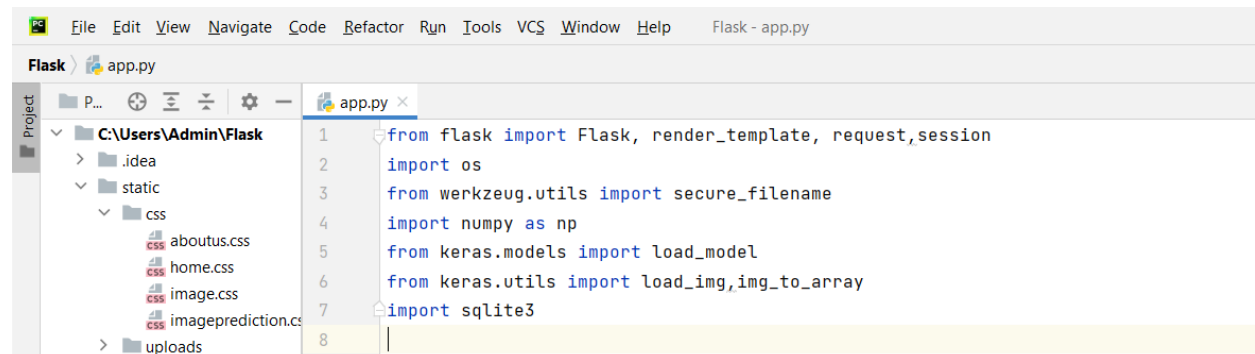 PC File Edit View Navigate Code Refactor Run Tools VCS Window Help Flask - app.py
Flask app.py
Project P... app.py
C:\Users\Admin\Flask
.idea
static
css
aboutus.css
home.css
image.css
imageprediction.cs
uploads
1 from flask import Flask, render_template, request,session
2 import os
3 from werkzeug.utils import secure_filename
4 import numpy as np
5 from keras.models import load_model
6 from keras.utils import load_img,img_to_array
7 import sqlite3
8